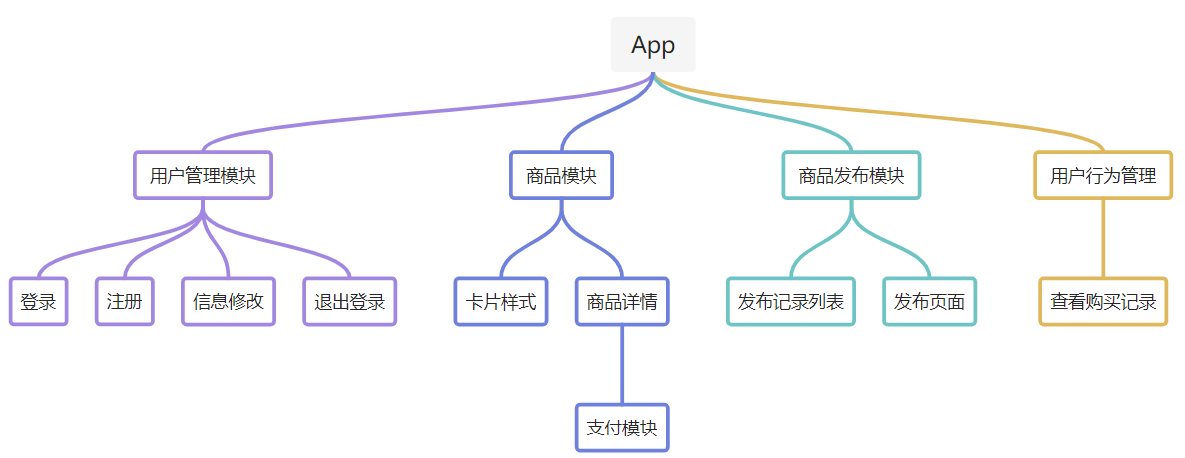 App
用户管理模块
商品模块
商品发布模块
用户行为管理
登录
注册
信息修改
退出登录
卡片样式
商品详情
发布记录列表
发布页面
查看购买记录
支付模块